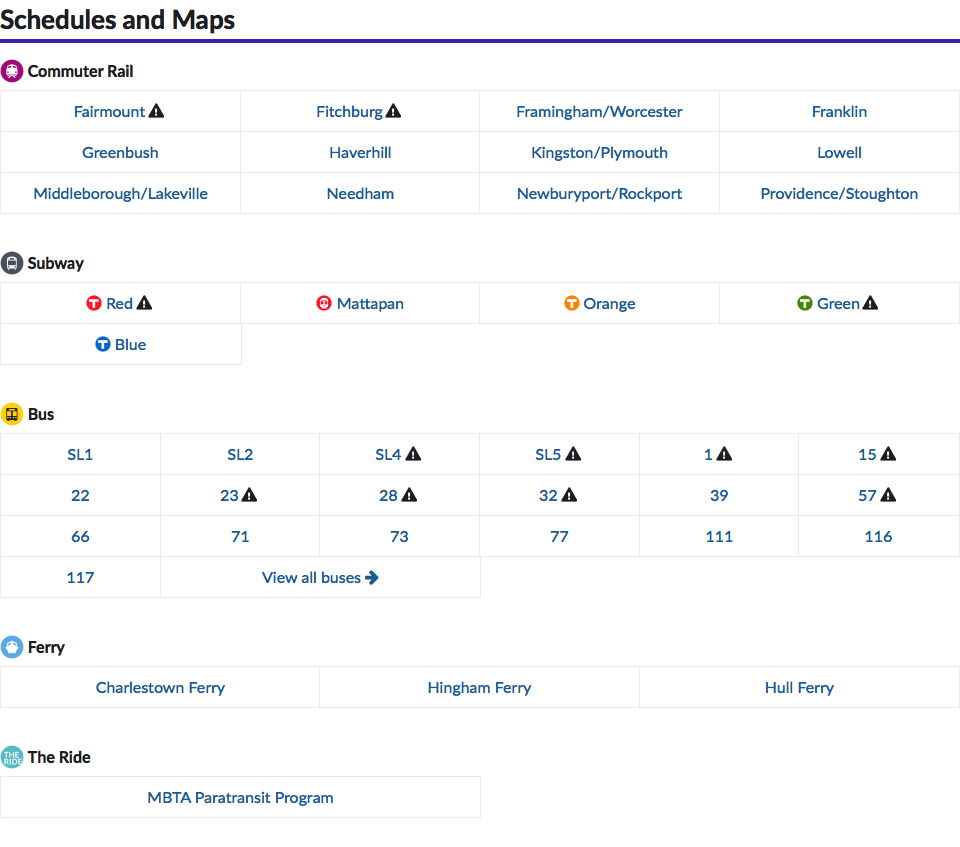 Schedules and Maps
Commuter Rail
Fairmount Fitchburg Framingham/Worcester Franklin
Greenbush Haverhill Kingston/Plymouth Lowell
Middleborough/Lakeville Needham Newburyport/Rockport Providence/Stoughton
Subway
T Red T Mattapan T Orange T Green
T Blue
Bus
SL1 SL2 SL4 SL5 1 15
22 23 28 32 39 57
66 71 73 77 111 116
117 View all buses
Ferry
Charlestown Ferry Hingham Ferry Hull Ferry
THE RIDE The Ride
MBTA Paratransit Program